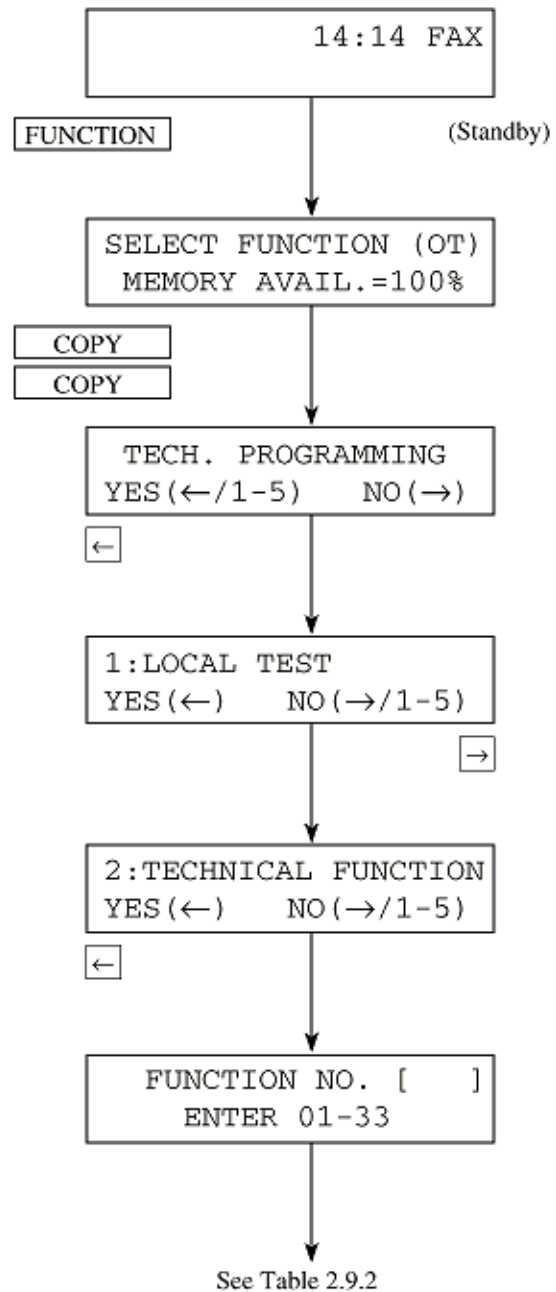 14:14 FAX
FUNCTION
(Standby)
SELECT FUNCTION (OT)
MEMORY AVAIL.=100%
COPY
COPY
TECH. PROGRAMMING
YES(←/1-5) NO(→)
←
1:LOCAL TEST
YES(←) NO(→/1-5)
→
2:TECHNICAL FUNCTION
YES(←) NO(→/1-5)
←
FUNCTION NO. [ ]
ENTER 01-33
See Table 2.9.2